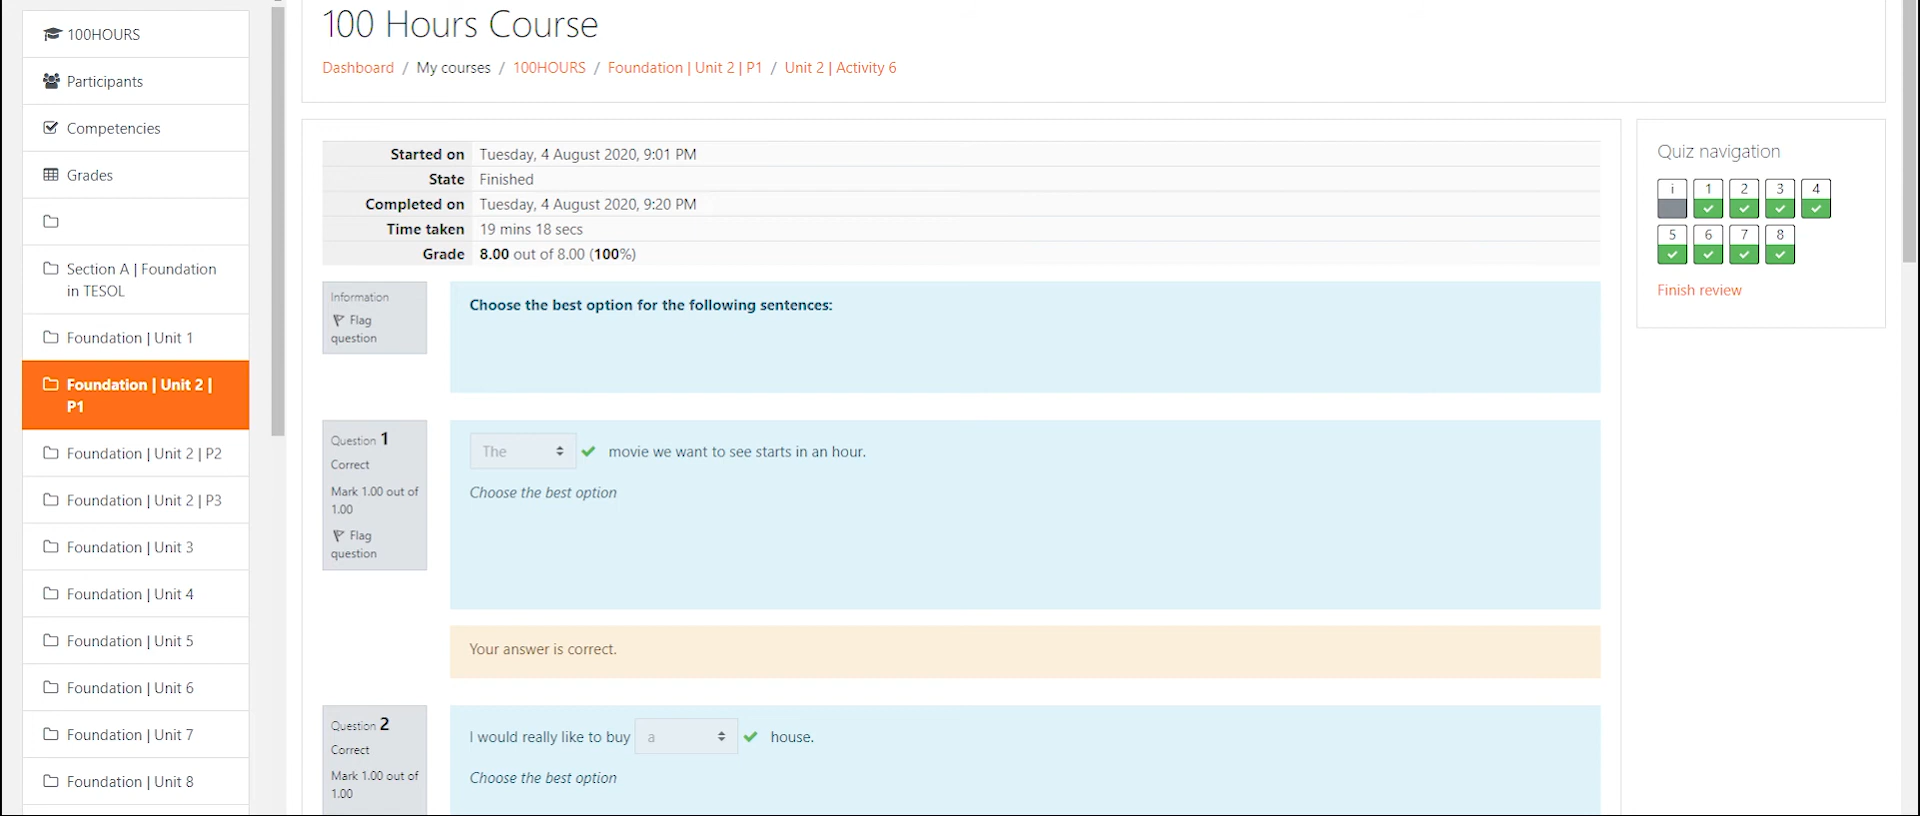 100HOURS
Participants
Competencies
Grades
Section A | Foundation
in TESOL
Foundation | Unit 1
Foundation | Unit 2 |
P1
Foundation | Unit 2 | P2
Foundation | Unit 2 | P3
Foundation | Unit 3
Foundation | Unit 4
Foundation | Unit 5
Foundation | Unit 6
Foundation | Unit 7
Foundation | Unit 8
100 Hours Course
Dashboard / My courses / 100HOURS / Foundation | Unit 2 | P1 / Unit 2 | Activity 6
Started on Tuesday, 4 August 2020, 9:01 PM
State Finished
Completed on Tuesday, 4 August 2020, 9:20 PM
Time taken 19 mins 18 secs
Grade 8.00 out of 8.00 (100%)
Information
Flag
question
Choose the best option for the following sentences:
Question 1
Correct
Mark 1.00 out of
1.00
Flag
question
The movie we want to see starts in an hour.
Choose the best option
Your answer is correct.
Question 2
Correct
Mark 1.00 out of
1.00
I would really like to buy a house.
Choose the best option
Quiz navigation
i 1 2 3 4
5 6 7 8
Finish review